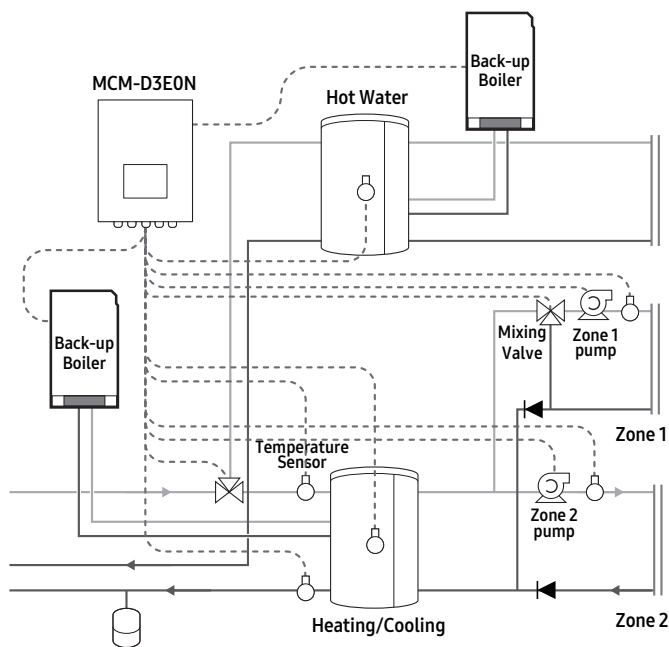 Back-up
Boiler
MCM-D3E0N
Hot Water
Back-up
Boiler
Mixing
Valve
Zone 1
pump
Zone 1
Temperature
Sensor
Zone 2
pump
Heating/Cooling
Zone 2